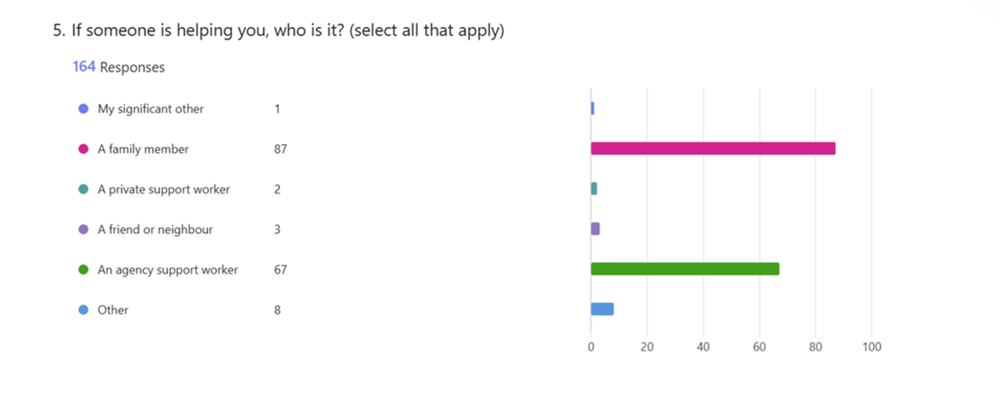 5. If someone is helping you, who is it? (select all that apply)
164 Responses
My significant other 1
A family member 87
A private support worker 2
A friend or neighbour 3
An agency support worker 67
Other 8
0 20 40 60 80 100